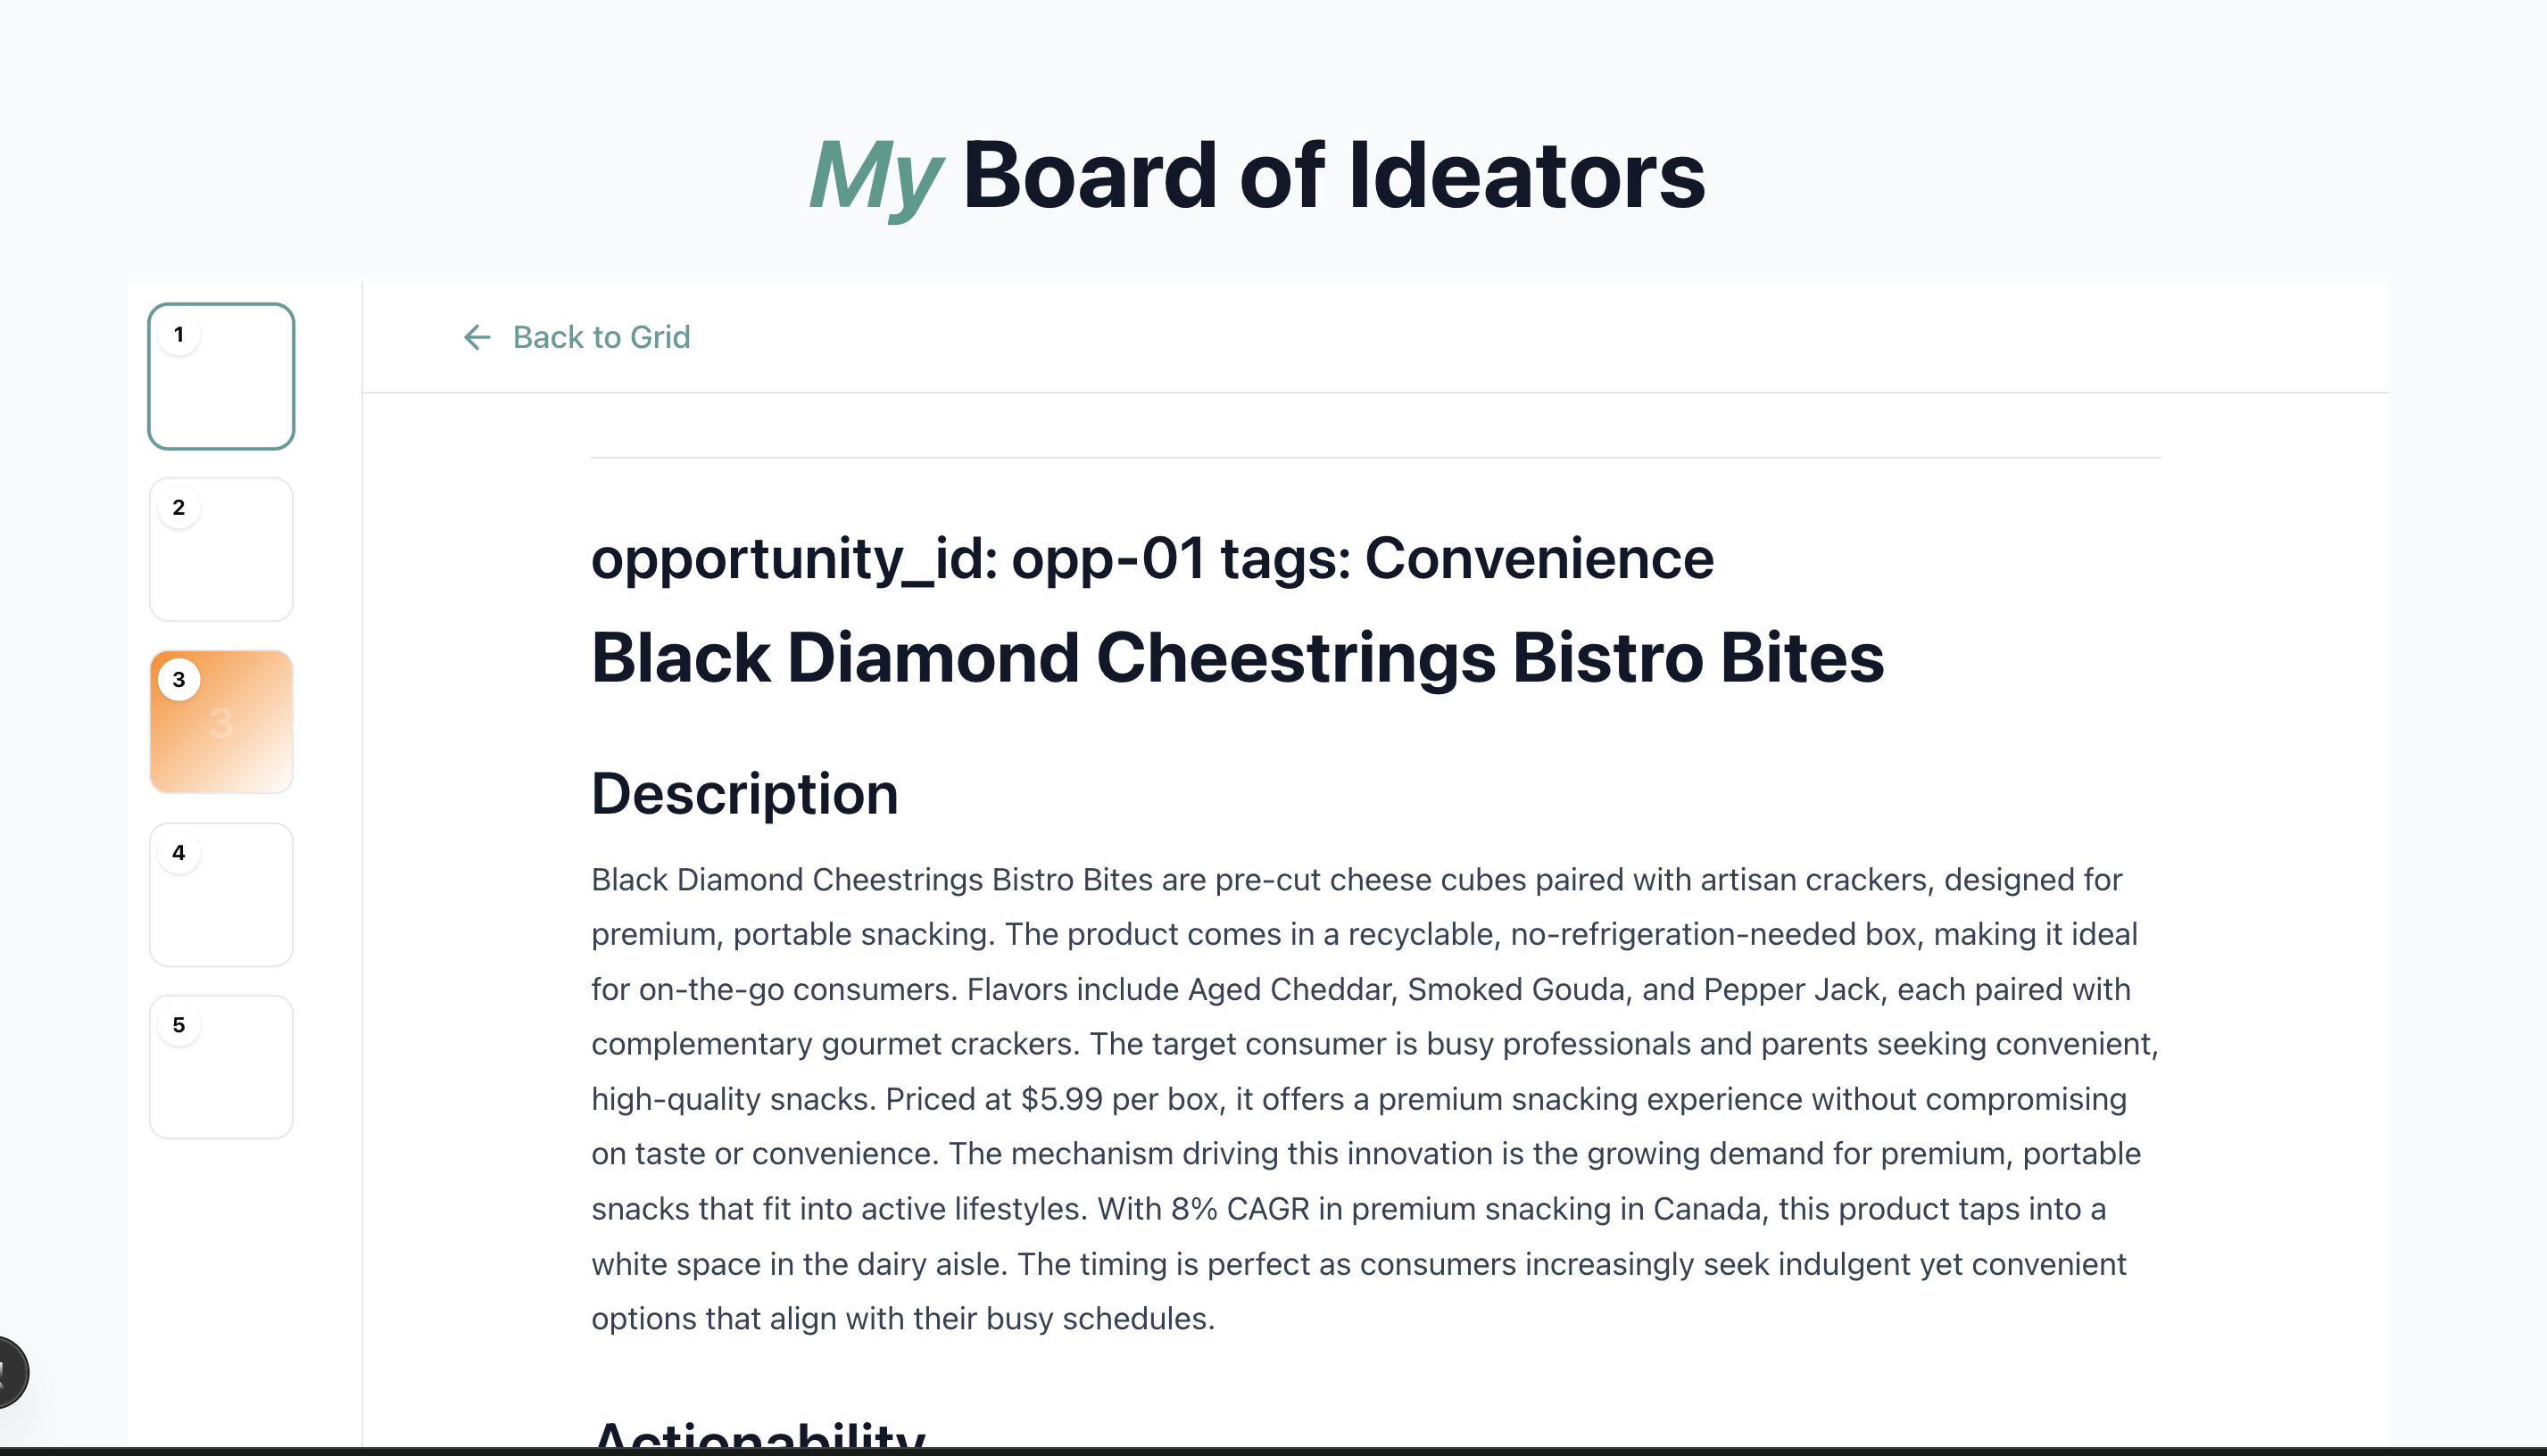 My Board of Ideators
1
← Back to Grid
2
opportunity_id: opp-01 tags: Convenience
Black Diamond Cheestrings Bistro Bites
3
3
Description
4
Black Diamond Cheestrings Bistro Bites are pre-cut cheese cubes paired with artisan crackers, designed for
premium, portable snacking. The product comes in a recyclable, no-refrigeration-needed box, making it ideal
for on-the-go consumers. Flavors include Aged Cheddar, Smoked Gouda, and Pepper Jack, each paired with
5
complementary gourmet crackers. The target consumer is busy professionals and parents seeking convenient,
high-quality snacks. Priced at $5.99 per box, it offers a premium snacking experience without compromising
on taste or convenience. The mechanism driving this innovation is the growing demand for premium, portable
snacks that fit into active lifestyles. With 8% CAGR in premium snacking in Canada, this product taps into a
white space in the dairy aisle. The timing is perfect as consumers increasingly seek indulgent yet convenient
options that align with their busy schedules.
Actionability